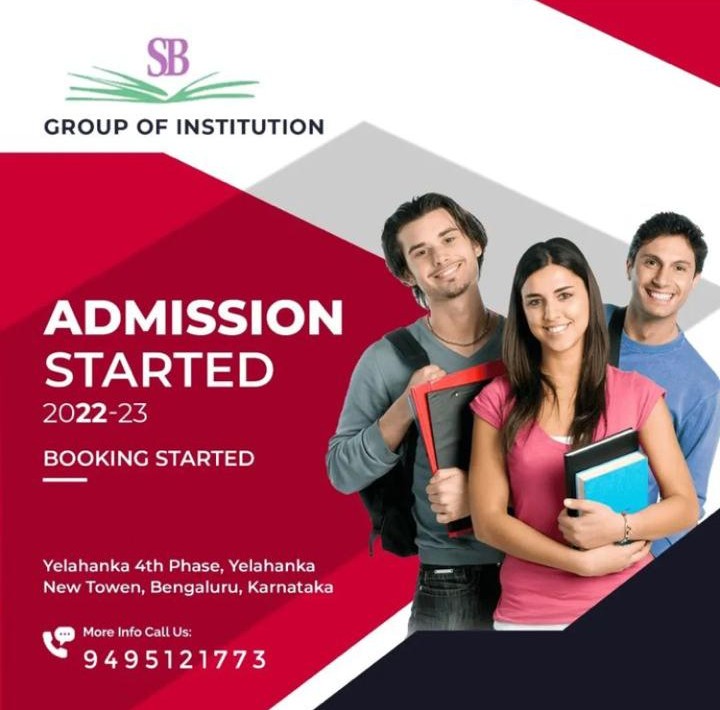 SB
GROUP OF INSTITUTION
ADMISSION
STARTED
2022-23
BOOKING STARTED
Yelahanka 4th Phase, Yelahanka
New Towen, Bengaluru, Karnataka
More Info Call Us:
9495121773